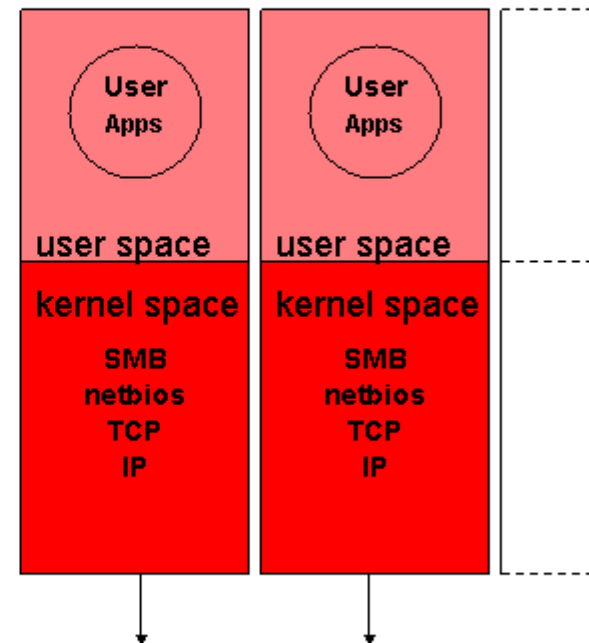 User
Apps
user space
kernel space
SMB
netbios
TCP
IP
User
Apps
user space
kernel space
SMB
netbios
TCP
IP